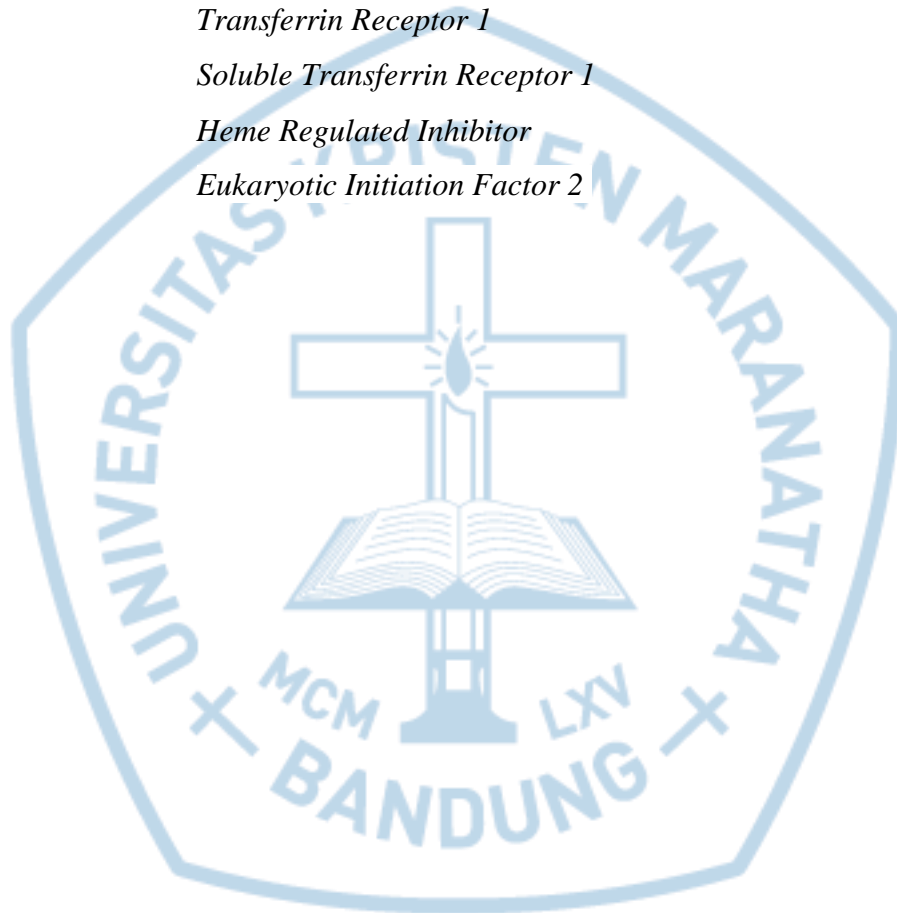 Transferrin Receptor 1
Soluble Transferrin Receptor 1
Heme Regulated Inhibitor
Eukaryotic Initiation Factor 2
UNIVERSITAS KRISTEN MARANATHA
MCM LXV
BANDUNG